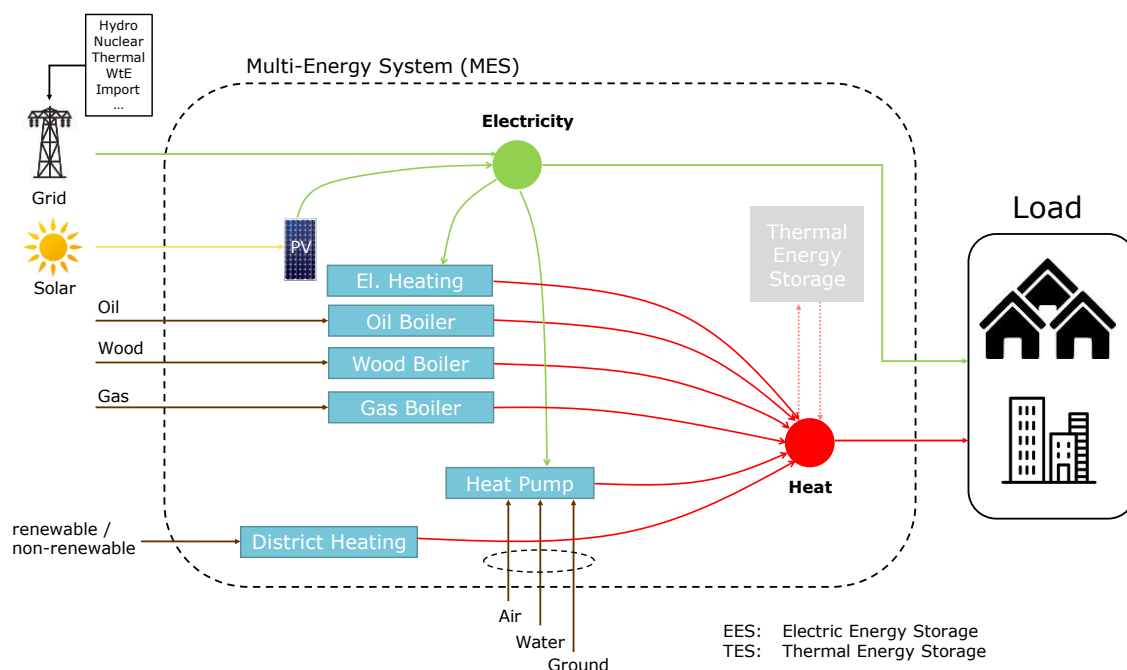 Hydro
Nuclear
Thermal
WtE
Import
...
Multi-Energy System (MES)
Electricity
Grid
Load
Thermal
Energy
Storage
PV
Solar
El. Heating
Oil
Oil Boiler
Wood
Wood Boiler
Gas
Gas Boiler
Heat Pump
Heat
renewable /
non-renewable
District Heating
Air
Water
Ground
EES: Electric Energy Storage
TES: Thermal Energy Storage